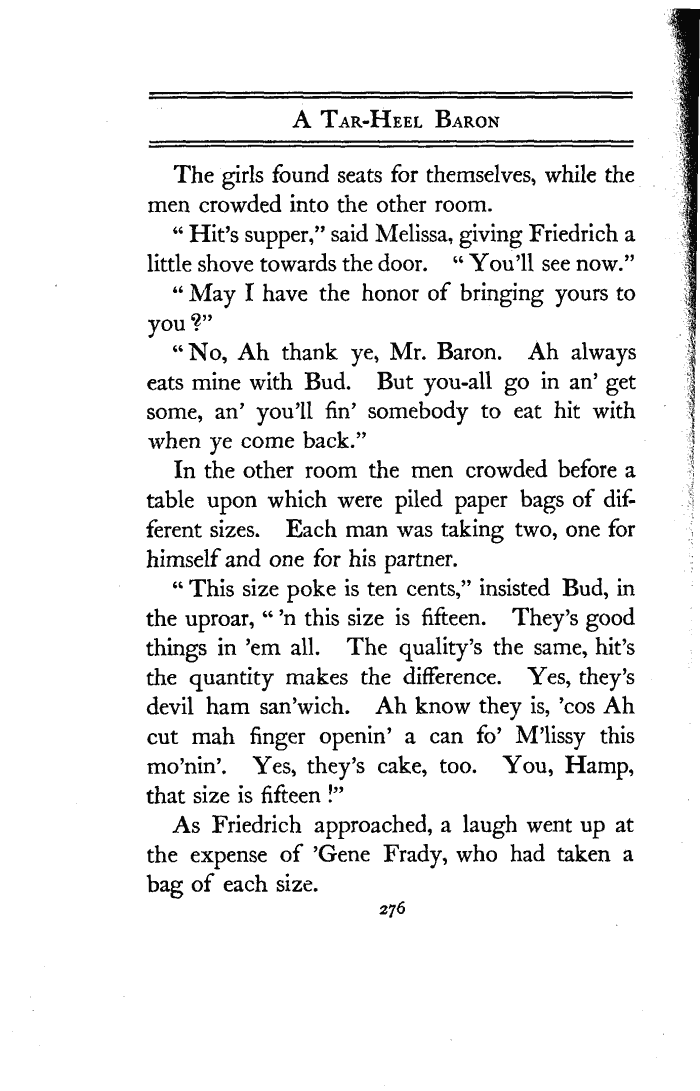 A Tar-Heel Baron
The girls found seats for themselves, while the
men crowded into the other room.
“ Hit’s supper,” said Melissa, giving Friedrich a
little shove towards the door. “ You’ll see now.”
“ May I have the honor of bringing yours to
you ?”
“ No, Ah thank ye, Mr. Baron. Ah always
eats mine with Bud. But you-all go in an’ get
some, an’ you’ll fin’ somebody to eat hit with
when ye come back.”
In the other room the men crowded before a
table upon which were piled paper bags of dif-
ferent sizes. Each man was taking two, one for
himself and one for his partner.
“ This size poke is ten cents,” insisted Bud, in
the uproar, “ ’n this size is fifteen. They’s good
things in ’em all. The quality’s the same, hit’s
the quantity makes the difference. Yes, they’s
devil ham san’wich. Ah know they is, ’cos Ah
cut mah finger openin’ a can fo’ M’lissy this
mo’nin’. Yes, they’s cake, too. You, Hamp,
that size is fifteen !”
As Friedrich approached, a laugh went up at
the expense of ’Gene Frady, who had taken a
bag of each size.
276